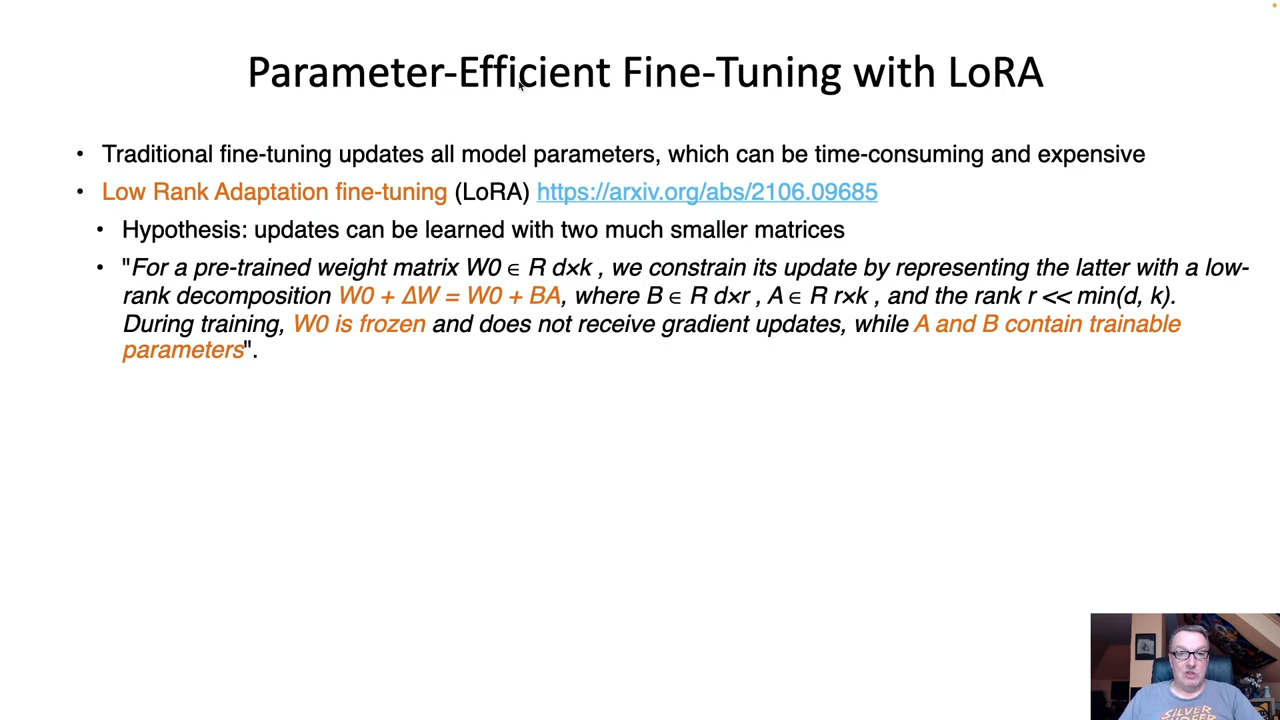 Parameter-Efficient Fine-Tuning with LoRA
• Traditional fine-tuning updates all model parameters, which can be time-consuming and expensive
• Low Rank Adaptation fine-tuning (LoRA) https://arxiv.org/abs/2106.09685
• Hypothesis: updates can be learned with two much smaller matrices
• "For a pre-trained weight matrix W0 ∈ R d×k , we constrain its update by representing the latter with a low-
rank decomposition W0 + ΔW = W0 + BA, where B ∈ R d×r , A ∈ R r×k , and the rank r << min(d, k).
During training, W0 is frozen and does not receive gradient updates, while A and B contain trainable
parameters".
SILVER